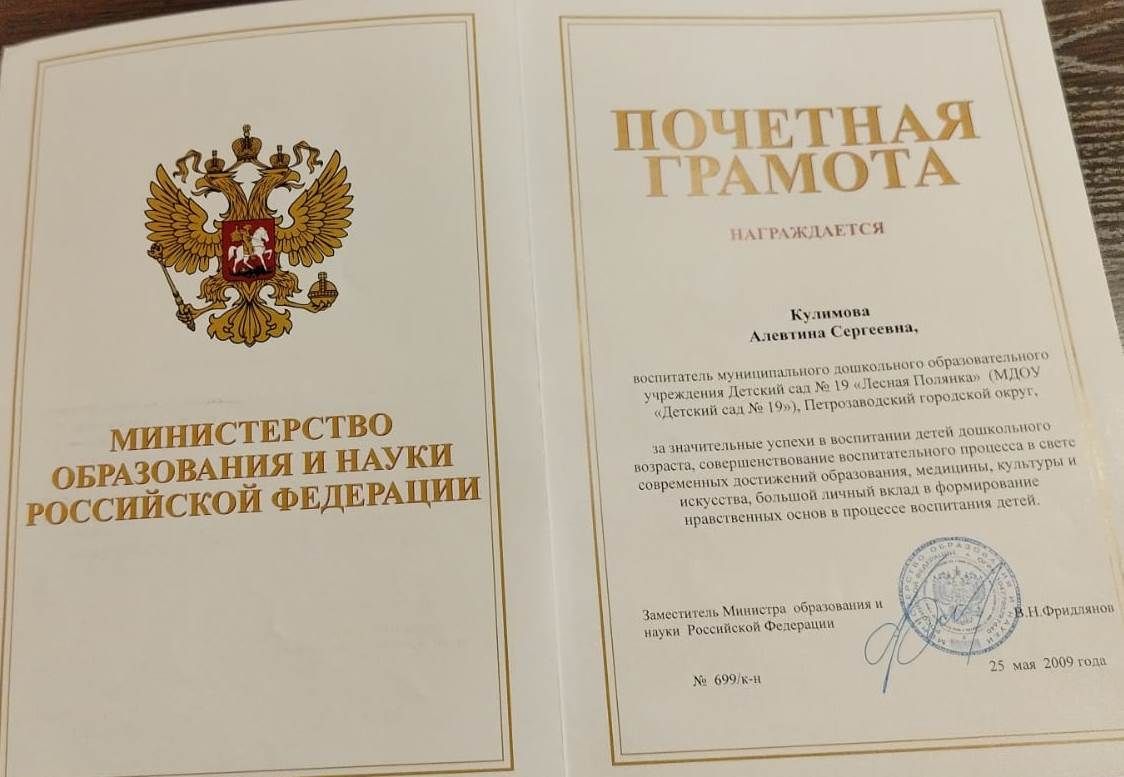 МИНИСТЕРСТВО
ОБРАЗОВАНИЯ И НАУКИ
РОССИЙСКОЙ ФЕДЕРАЦИИ
ПОЧЕТНАЯ
ГРАМОТА
НАГРАЖДАЕТСЯ
Кулимова
Алевтина Сергеевна,
воспитатель муниципального дошкольного образовательного
учреждения Детский сад № 19 «Лесная Полянка» (МДОУ
«Детский сад № 19»), Петрозаводский городской округ,
за значительные успехи в воспитании детей дошкольного
возраста, совершенствование воспитательного процесса в свете
современных достижений образования, медицины, культуры и
искусства, большой личный вклад в формирование
нравственных основ в процессе воспитания детей.
Заместитель Министра образования и
науки Российской Федерации
В.Н.Фридлянов
№ 699/к-н
25 мая 2009 года